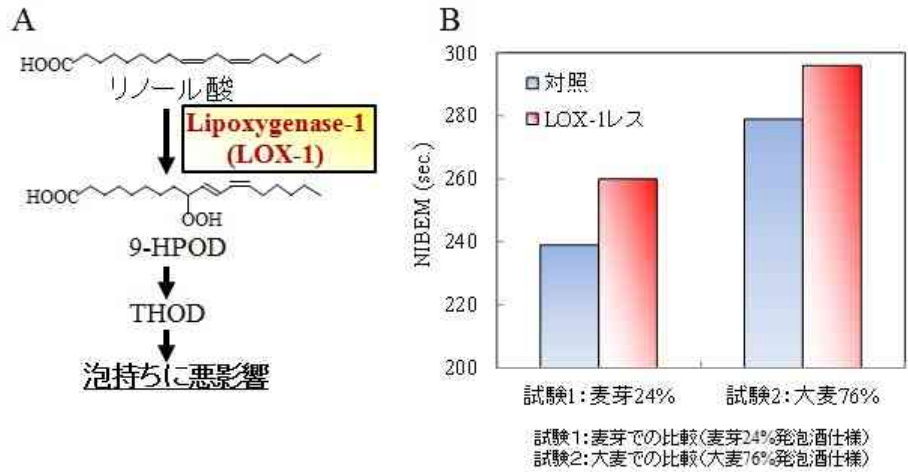 A
HOOC
リノール酸
Lipoxygenase-1
(LOX-1)
HOOC
OOH
9-HPOD
THOD
泡持ちに悪影響
B
NIBEM (sec.)
300
280
260
240
220
200
対照
LOX-1レス
試験1:麦芽24%
試験2:大麦76%
試験1:麦芽での比較(麦芽24%発泡酒仕様)
試験2:大麦での比較(大麦76%発泡酒仕様)